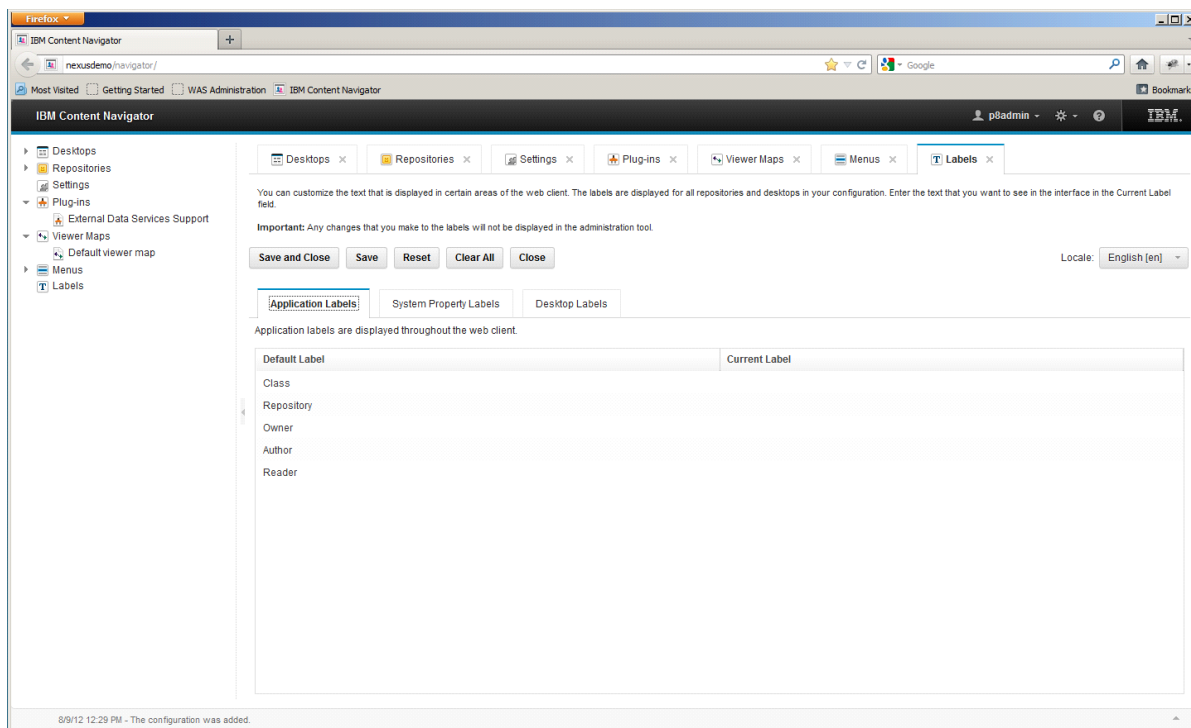 Firefox
IBM Content Navigator
+
nexusdemo/navigator/
Google
Most Visited Getting Started WAS Administration IBM Content Navigator
Bookmark
IBM Content Navigator
p8admin
IBM.
Desktops
Repositories
Settings
Plug-ins
External Data Services Support
Viewer Maps
Default viewer map
Menus
Labels
Desktops Repositories Settings Plug-ins Viewer Maps Menus Labels
You can customize the text that is displayed in certain areas of the web client. The labels are displayed for all repositories and desktops in your configuration. Enter the text that you want to see in the interface in the Current Label
field.
Important: Any changes that you make to the labels will not be displayed in the administration tool.
Save and Close Save Reset Clear All Close
Locale: English [en]
Application Labels System Property Labels Desktop Labels
Application labels are displayed throughout the web client.
Default Label Current Label
Class
Repository
Owner
Author
Reader
8/9/12 12:29 PM - The configuration was added.